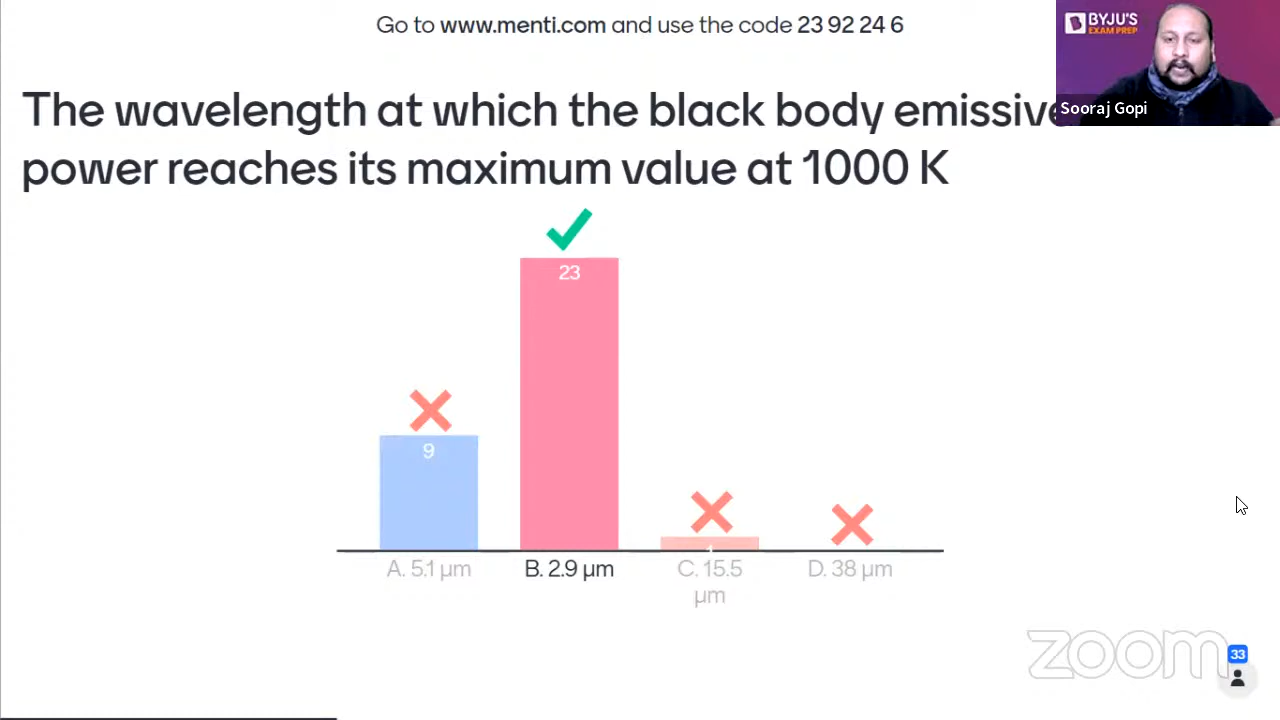 Go to www.menti.com and use the code 23 92 24 6
BYJU'S
EXAM PREP
Sooraj Gopi
The wavelength at which the black body emissive
power reaches its maximum value at 1000 K
23
9
1
A. 5.1 µm
B. 2.9 µm
C. 15.5
µm
D. 38 µm
zoom
33